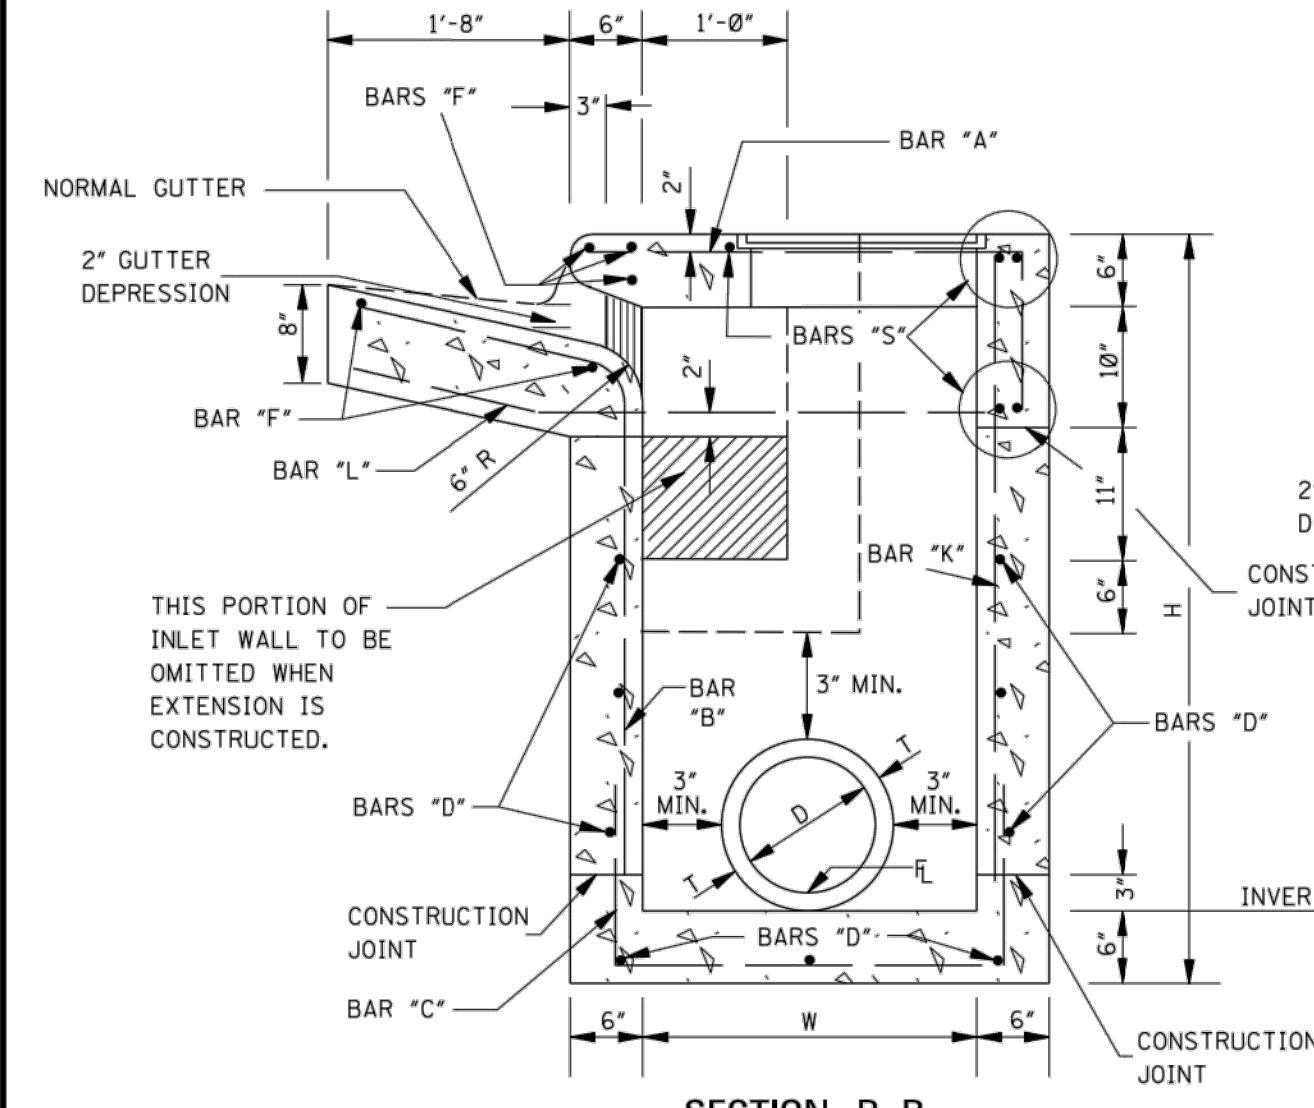 1'-8"
6"
1'-0"
BARS "F"
3"
BAR "A"
NORMAL GUTTER
2"
2" GUTTER
DEPRESSION
6"
8"
BARS "S"
10"
2"
BAR "F"
BAR "L"
6" R
11"
BAR "K"
6"
H
THIS PORTION OF
INLET WALL TO BE
OMITTED WHEN
EXTENSION IS
CONSTRUCTED.
CONST
JOINT
3" MIN.
BAR
"B"
BARS "D"
T
3"
MIN.
3"
MIN.
D
BARS "D"
T
FL
3"
INVER
CONSTRUCTION
JOINT
BARS "D"
6"
BAR "C"
6"
W
6"
CONSTRUCTION
JOINT